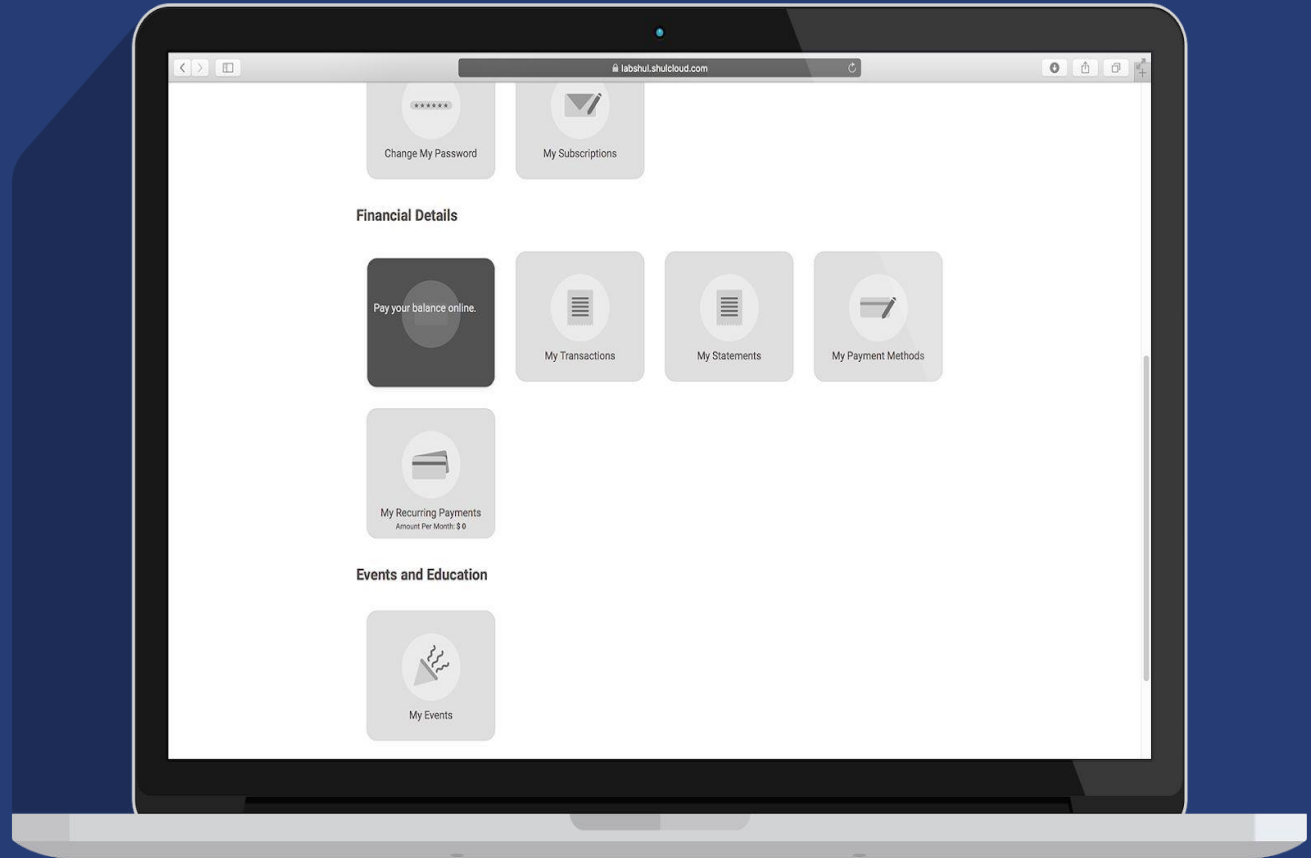 labshul.shulcloud.com
******
Change My Password
My Subscriptions
Financial Details
Pay your balance online.
My Transactions
My Statements
My Payment Methods
My Recurring Payments
Amount Per Month: $ 0
Events and Education
My Events